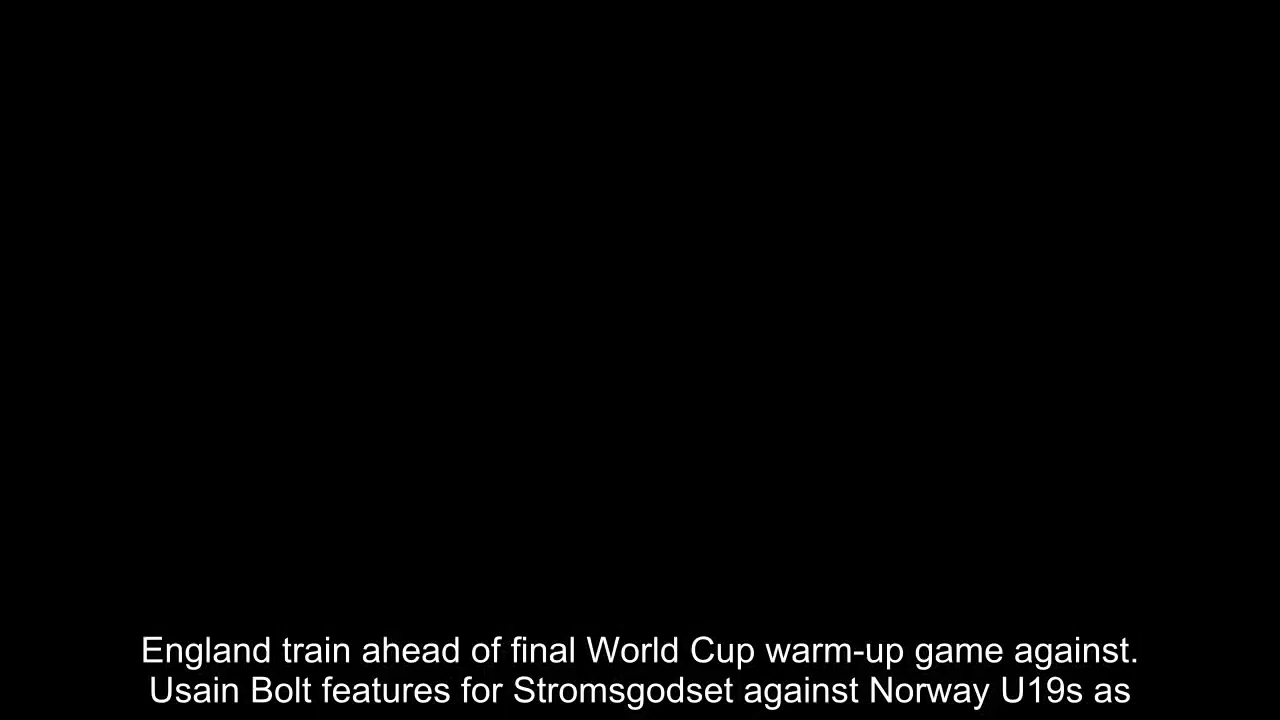 England train ahead of final World Cup warm-up game against.
Usain Bolt features for Stromsgodset against Norway U19s as